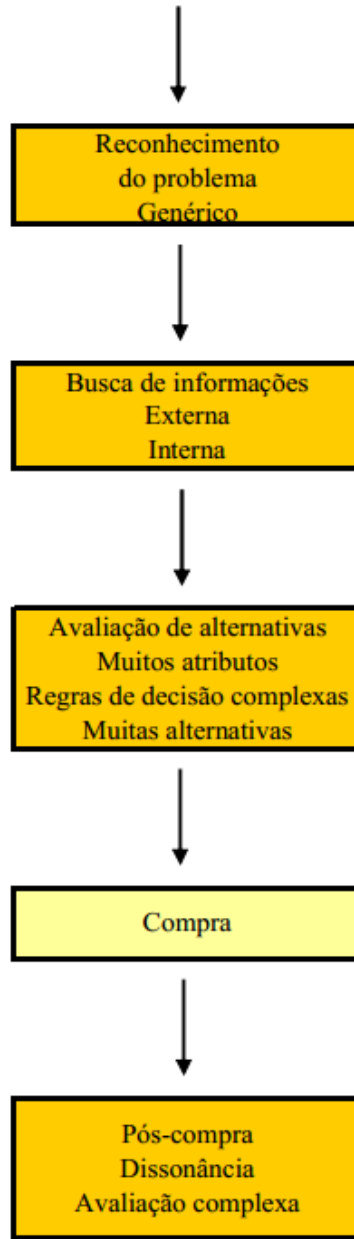 Reconhecimento
do problema
Genérico
Busca de informações
Externa
Interna
Avaliação de alternativas
Muitos atributos
Regras de decisão complexas
Muitas alternativas
Compra
Pós-compra
Dissonância
Avaliação complexa